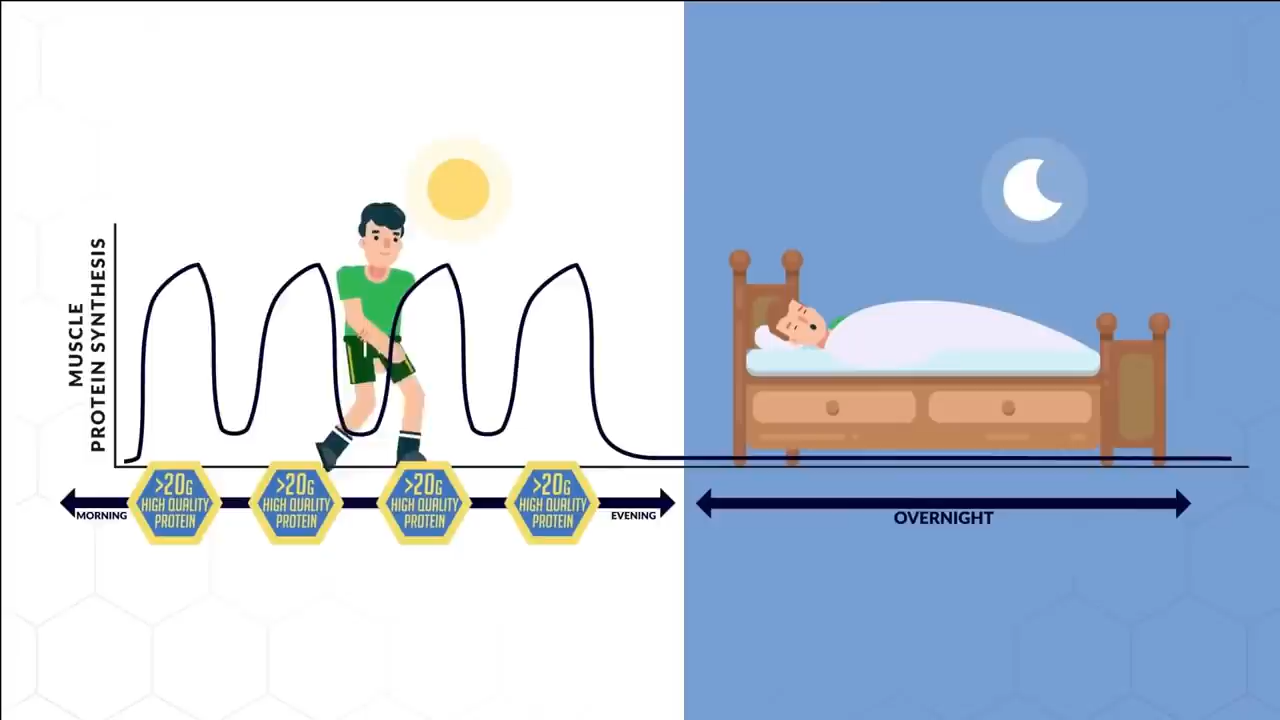 MUSCLE
PROTEIN SYNTHESIS
>20G
HIGH QUALITY
PROTEIN
>20G
HIGH QUALITY
PROTEIN
>20G
HIGH QUALITY
PROTEIN
>20G
HIGH QUALITY
PROTEIN
MORNING
EVENING
OVERNIGHT